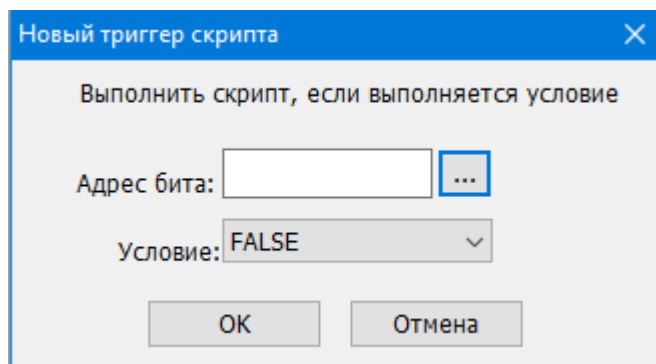 Новый триггер скрипта
Выполнить скрипт, если выполняется условие
Адрес бита: ...
Условие: FALSE
OK Отмена